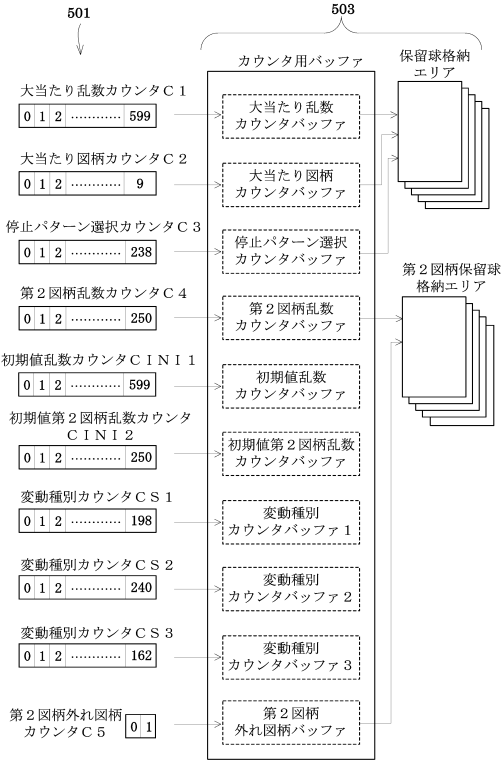 501
503
カウンタ用バッファ
保留球格納
エリア
大当たり乱数カウンタC1
0 1 2 ………… 599
大当たり乱数
カウンタバッファ
大当たり図柄カウンタC2
0 1 2 ………… 9
大当たり図柄
カウンタバッファ
停止パターン選択カウンタC3
0 1 2 ………… 238
停止パターン選択
カウンタバッファ
第2図柄保留球
格納エリア
第2図柄乱数カウンタC4
0 1 2 ………… 250
第2図柄乱数
カウンタバッファ
初期値乱数カウンタCINI1
0 1 2 ………… 599
初期値乱数
カウンタバッファ
初期値第2図柄乱数カウンタ
CINI2
0 1 2 ………… 250
初期値第2図柄乱数
カウンタバッファ
変動種別カウンタCS1
0 1 2 ………… 198
変動種別
カウンタバッファ1
変動種別カウンタCS2
0 1 2 ………… 240
変動種別
カウンタバッファ2
変動種別カウンタCS3
0 1 2 ………… 162
変動種別
カウンタバッファ3
第2図柄外れ図柄
カウンタC5
0 1
第2図柄
外れ図柄バッファ